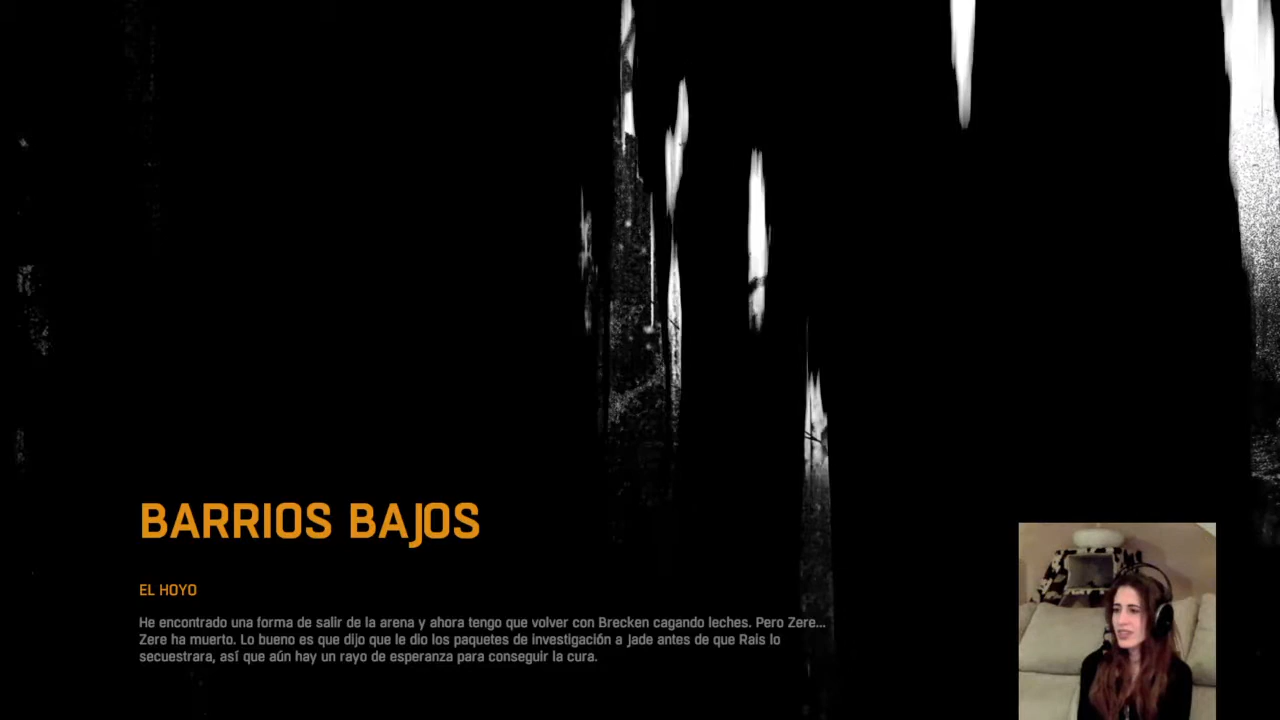 BARRIOS BAJOS
EL HOYO
He encontrado una forma de salir de la arena y ahora tengo que volver con Brecken cagando leches. Pero Zere...
Zere ha muerto. Lo bueno es que dijo que le dio los paquetes de investigación a Jade antes de que Rais lo
secuestrara, así que aún hay un rayo de esperanza para conseguir la cura.